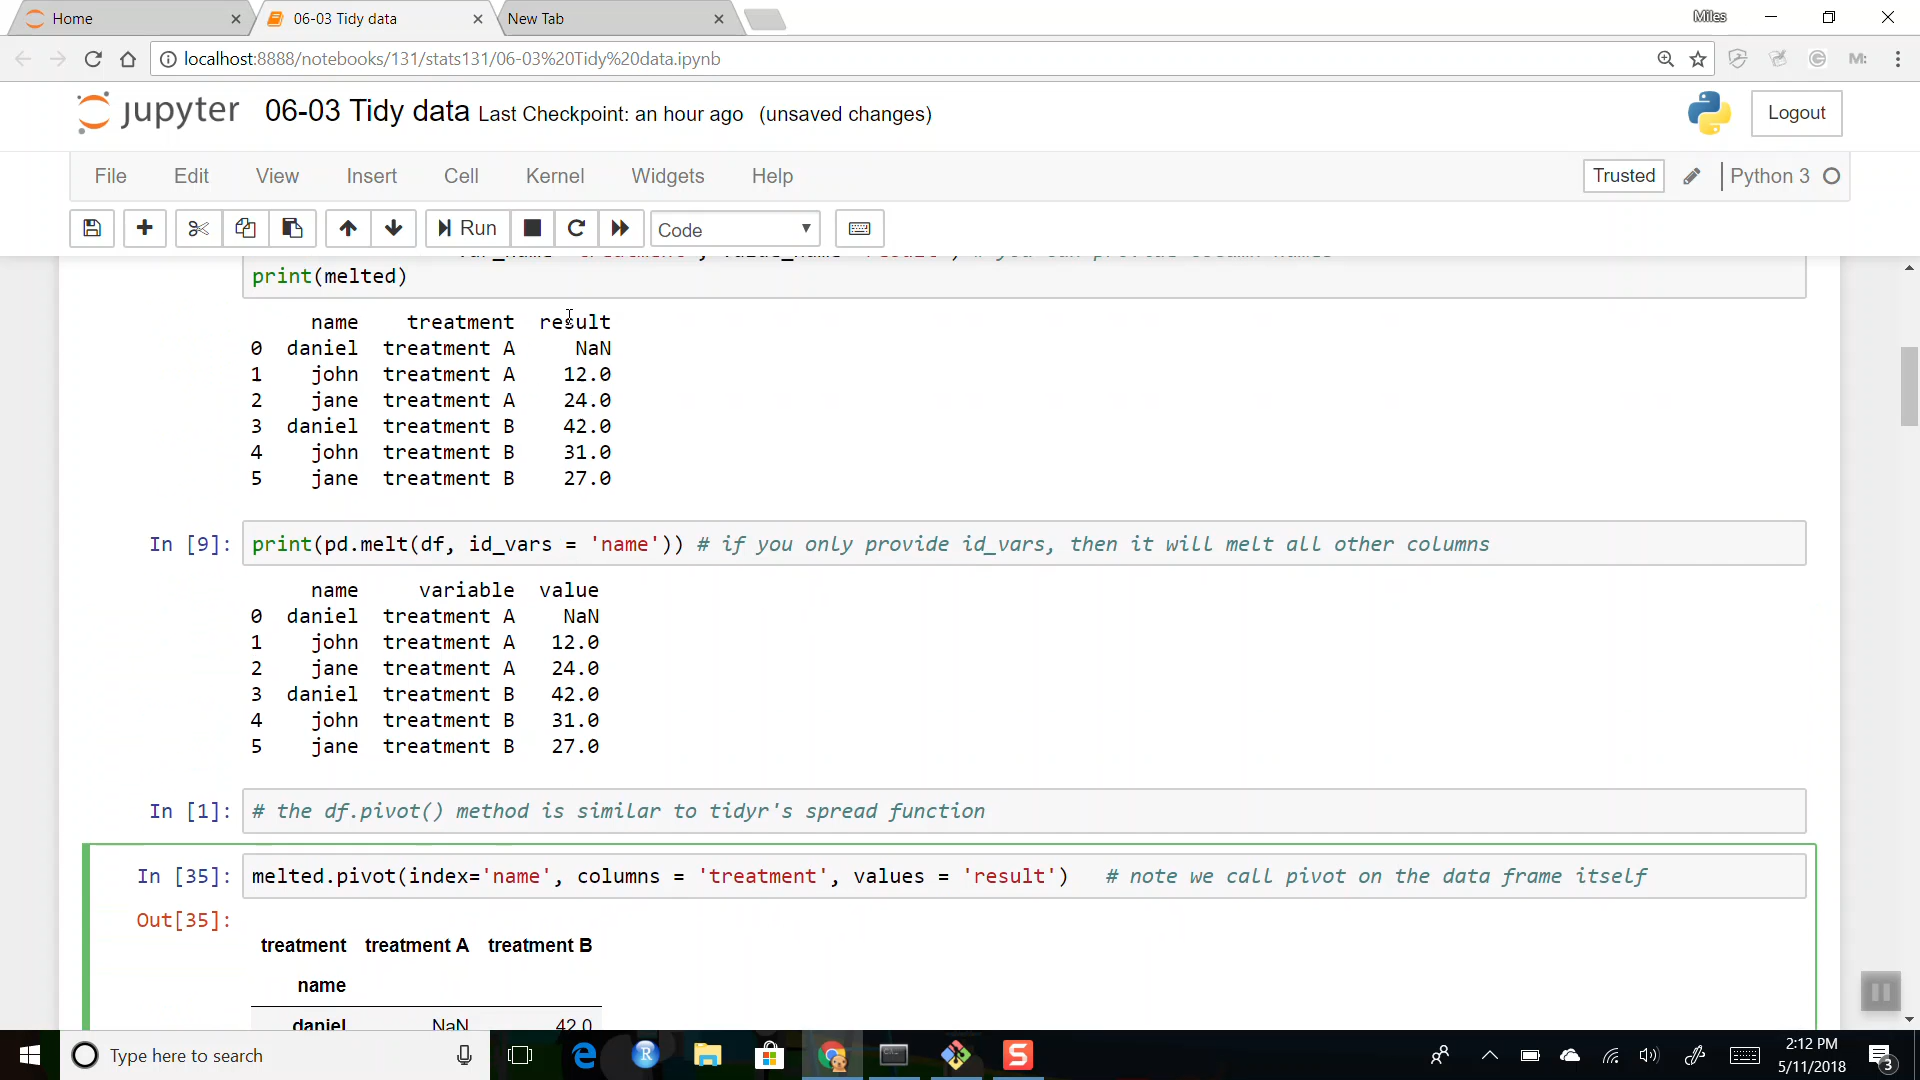 Home
06-03 Tidy data
New Tab
Miles
localhost:8888/notebooks/131/stats131/06-03%20Tidy%20data.ipynb
jupyter 06-03 Tidy data Last Checkpoint: an hour ago (unsaved changes)
Logout
File Edit View Insert Cell Kernel Widgets Help
Trusted Python 3
Run Code
print(melted)
name treatment result
0 daniel treatment A NaN
1 john treatment A 12.0
2 jane treatment A 24.0
3 daniel treatment B 42.0
4 john treatment B 31.0
5 jane treatment B 27.0
In [9]: print(pd.melt(df, id_vars = 'name')) # if you only provide id_vars, then it will melt all other columns
name variable value
0 daniel treatment A NaN
1 john treatment A 12.0
2 jane treatment A 24.0
3 daniel treatment B 42.0
4 john treatment B 31.0
5 jane treatment B 27.0
In [1]: # the df.pivot() method is similar to tidyr's spread function
In [35]: melted.pivot(index='name', columns = 'treatment', values = 'result') # note we call pivot on the data frame itself
Out[35]:
treatment treatment A treatment B
name
daniel NaN 42.0
Type here to search
2:12 PM
5/11/2018
3